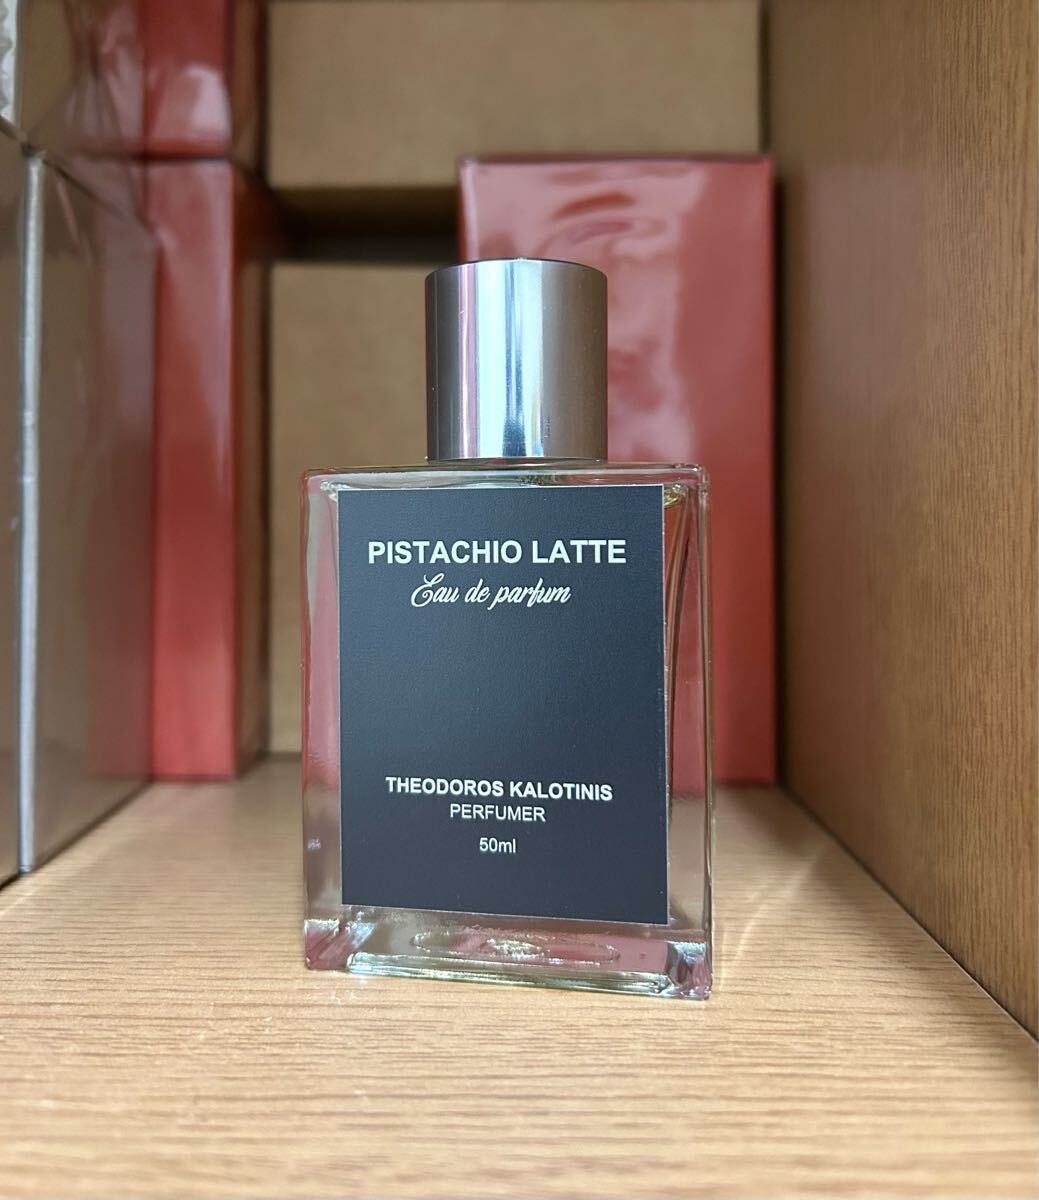 PISTACHIO LATTE
Eau de parfum
THEODOROS KALOTINIS
PERFUMER
50ml